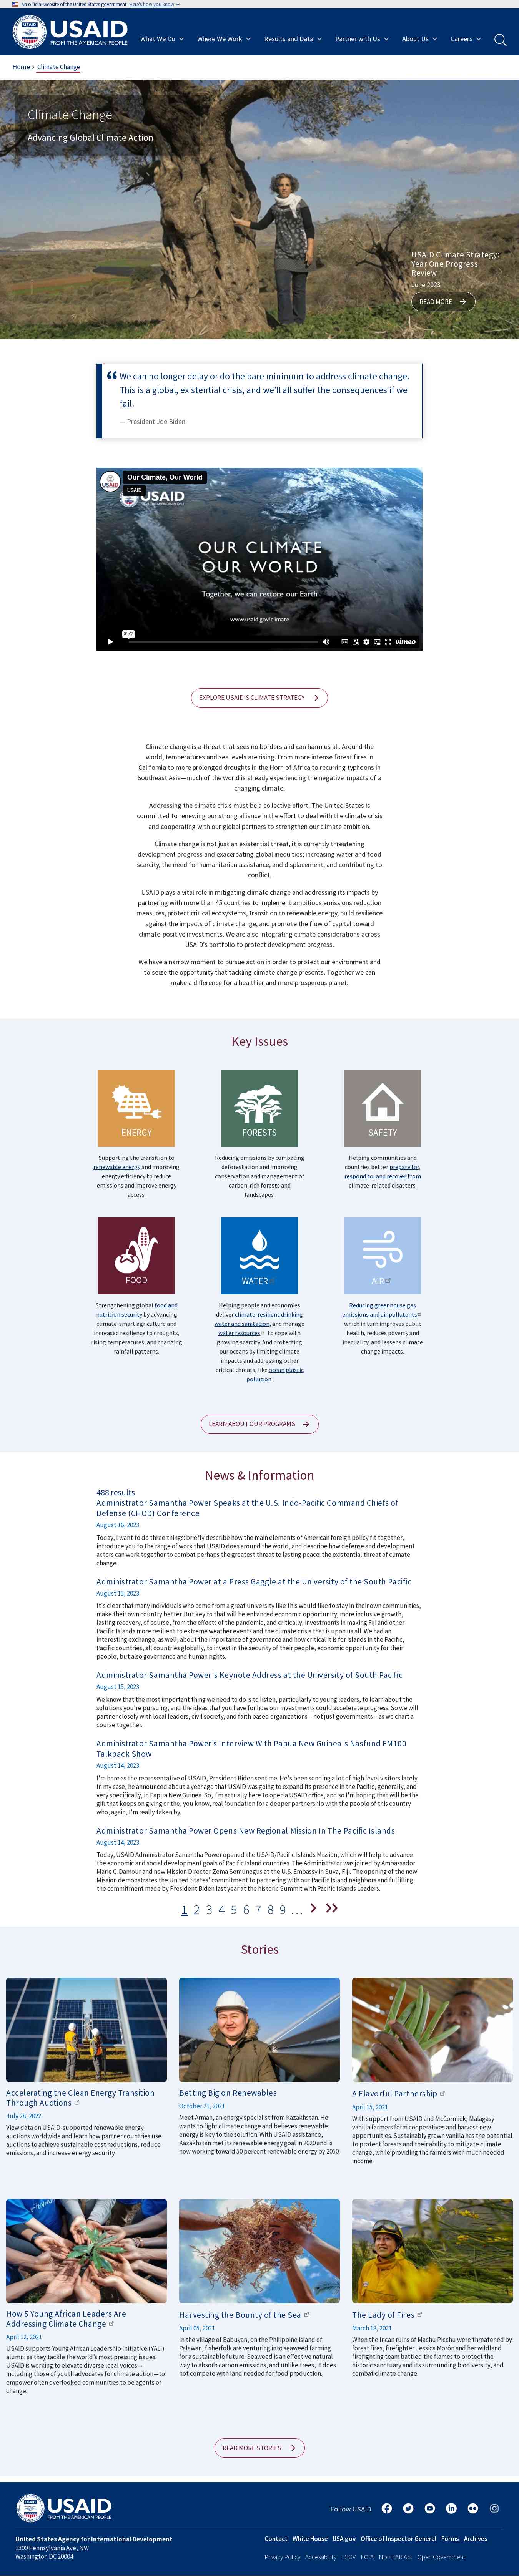 An official website of the United States government Here's how you know
USAID
FROM THE AMERICAN PEOPLE
What We Do
Where We Work
Results and Data
Partner with Us
About Us
Careers
Home › Climate Change
Climate Change
Advancing Global Climate Action
USAID Climate Strategy:
Year One Progress
Review
June 2023
READ MORE
“ We can no longer delay or do the bare minimum to address climate change.
This is a global, existential crisis, and we'll all suffer the consequences if we
fail.
— President Joe Biden
Our Climate, Our World
USAID
USAID
FROM THE AMERICAN PEOPLE
OUR CLIMATE
OUR WORLD
Together, we can restore our Earth
www.usaid.gov/climate
vimeo
EXPLORE USAID'S CLIMATE STRATEGY
Climate change is a threat that sees no borders and can harm us all. Around the
world, temperatures and sea levels are rising. From more intense forest fires in
California to more prolonged droughts in the Horn of Africa to recurring typhoons in
Southeast Asia—much of the world is already experiencing the negative impacts of a
changing climate.
Addressing the climate crisis must be a collective effort. The United States is
committed to renewing our strong alliance in the effort to deal with the climate crisis
and cooperating with our global partners to strengthen our climate ambition.
Climate change is not just an existential threat, it is currently threatening
development progress and exacerbating global inequities; increasing water and food
scarcity, the need for humanitarian assistance, and displacement; and contributing to
conflict.
USAID plays a vital role in mitigating climate change and addressing its impacts by
partnering with more than 45 countries to implement ambitious emissions reduction
measures, protect critical ecosystems, transition to renewable energy, build resilience
against the impacts of climate change, and promote the flow of capital toward
climate-positive investments. We are also integrating climate considerations across
USAID's portfolio to protect development progress.
We have a narrow moment to pursue action in order to protect our environment and
to seize the opportunity that tackling climate change presents. Together we can
make a difference for a healthier and more prosperous planet.
Key Issues
ENERGY
Supporting the transition to
renewable energy and improving
energy efficiency to reduce
emissions and improve energy
access.
FORESTS
Reducing emissions by combating
deforestation and improving
conservation and management of
carbon-rich forests and
landscapes.
SAFETY
Helping communities and
countries better prepare for,
respond to, and recover from
climate-related disasters.
FOOD
Strengthening global food and
nutrition security by advancing
climate-smart agriculture and
increased resilience to droughts,
rising temperatures, and changing
rainfall patterns.
WATER
Helping people and economies
deliver climate-resilient drinking
water and sanitation, and manage
water resources to cope with
growing scarcity. And protecting
our oceans by limiting climate
impacts and addressing other
critical threats, like ocean plastic
pollution.
AIR
Reducing greenhouse gas
emissions and air pollutants
which in turn improves public
health, reduces poverty and
inequality, and lessens climate
change impacts.
LEARN ABOUT OUR PROGRAMS
News & Information
488 results
Administrator Samantha Power Speaks at the U.S. Indo-Pacific Command Chiefs of
Defense (CHOD) Conference
August 16, 2023
Today, I want to do three things: briefly describe how the main elements of American foreign policy fit together,
introduce you to the range of work that USAID does around the world, and describe how defense and development
actors can work together to combat perhaps the greatest threat to lasting peace: the existential threat of climate
change.
Administrator Samantha Power at a Press Gaggle at the University of the South Pacific
August 15, 2023
It's clear that many individuals who come from a great university like this would like to stay in their own communities,
make their own country better. But key to that will be enhanced economic opportunity, more inclusive growth,
lasting recovery, of course, from the effects of the pandemic, and critically, investments in making Fiji and other
Pacific Islands more resilient to extreme weather events and the climate crisis that is upon us all. We had an
interesting exchange, as well, about the importance of governance and how critical it is for islands in the Pacific,
Pacific countries, all countries globally, to invest in the security of their people, economic opportunity for their
people, but also governance and human rights.
Administrator Samantha Power's Keynote Address at the University of South Pacific
August 15, 2023
We know that the most important thing we need to do is to listen, particularly to young leaders, to learn about the
solutions you're pursuing, and the ideas that you have for how our investments could accelerate progress. So we will
partner closely with local leaders, civil society, and faith based organizations – not just governments – as we chart a
course together.
Administrator Samantha Power's Interview With Papua New Guinea's Nasfund FM100
Talkback Show
August 14, 2023
I'm here as the representative of USAID, President Biden sent me. He's been sending a lot of high level visitors lately.
In my case, he announced about a year ago that USAID was going to expand its presence in the Pacific, generally, and
very specifically, in Papua New Guinea. So, I'm actually here to open a USAID office, and so I'm hoping that will be the
gift that keeps on giving or the, you know, real foundation for a deeper partnership with the people of this country
who, again, I'm really taken by.
Administrator Samantha Power Opens New Regional Mission In The Pacific Islands
August 14, 2023
Today, USAID Administrator Samantha Power opened the USAID/Pacific Islands Mission, which will help to advance
the economic and social development goals of Pacific Island countries. The Administrator was joined by Ambassador
Marie C. Damour and new Mission Director Zema Semunegus at the U.S. Embassy in Suva, Fiji. The opening of the new
Mission demonstrates the United States' commitment to work in partnership with our Pacific Island neighbors and fulfilling
the commitment made by President Biden last year at the historic Summit with Pacific Islands Leaders.
1 2 3 4 5 6 7 8 9 …
Stories
Accelerating the Clean Energy Transition
Through Auctions
July 28, 2022
View data on USAID-supported renewable energy
auctions worldwide and learn how partner countries use
auctions to achieve sustainable cost reductions, reduce
emissions, and increase energy security.
Betting Big on Renewables
October 21, 2021
Meet Arman, an energy specialist from Kazakhstan. He
wants to fight climate change and believes renewable
energy is key to the solution. With USAID assistance,
Kazakhstan met its renewable energy goal in 2020 and is
now working toward 50 percent renewable energy by 2050.
A Flavorful Partnership
April 15, 2021
With support from USAID and McCormick, Malagasy
vanilla farmers form cooperatives and harvest new
opportunities. Sustainably grown vanilla has the potential
to protect forests and their ability to mitigate climate
change, while providing the farmers with much needed
income.
How 5 Young African Leaders Are
Addressing Climate Change
April 12, 2021
USAID supports Young African Leadership Initiative (YALI)
alumni as they tackle the world's most pressing issues.
USAID is working to elevate diverse local voices—
including those of youth advocates for climate action—to
empower often overlooked communities to be agents of
change.
Harvesting the Bounty of the Sea
April 05, 2021
In the village of Babuyan, on the Philippine island of
Palawan, fisherfolk are venturing into seaweed farming
for a sustainable future. Seaweed is an effective natural
way to absorb carbon emissions, and unlike trees, it does
not compete with land needed for food production.
The Lady of Fires
March 18, 2021
When the Incan ruins of Machu Picchu were threatened by
forest fires, firefighter Jessica Morón and her wildland
firefighting team battled the flames to protect the
historic sanctuary and its surrounding biodiversity, and
combat climate change.
READ MORE STORIES
USAID
FROM THE AMERICAN PEOPLE
Follow USAID
United States Agency for International Development
1300 Pennsylvania Ave, NW
Washington DC 20004
Contact White House USA.gov Office of Inspector General Forms Archives
Privacy Policy Accessibility EGOV FOIA No FEAR Act Open Government